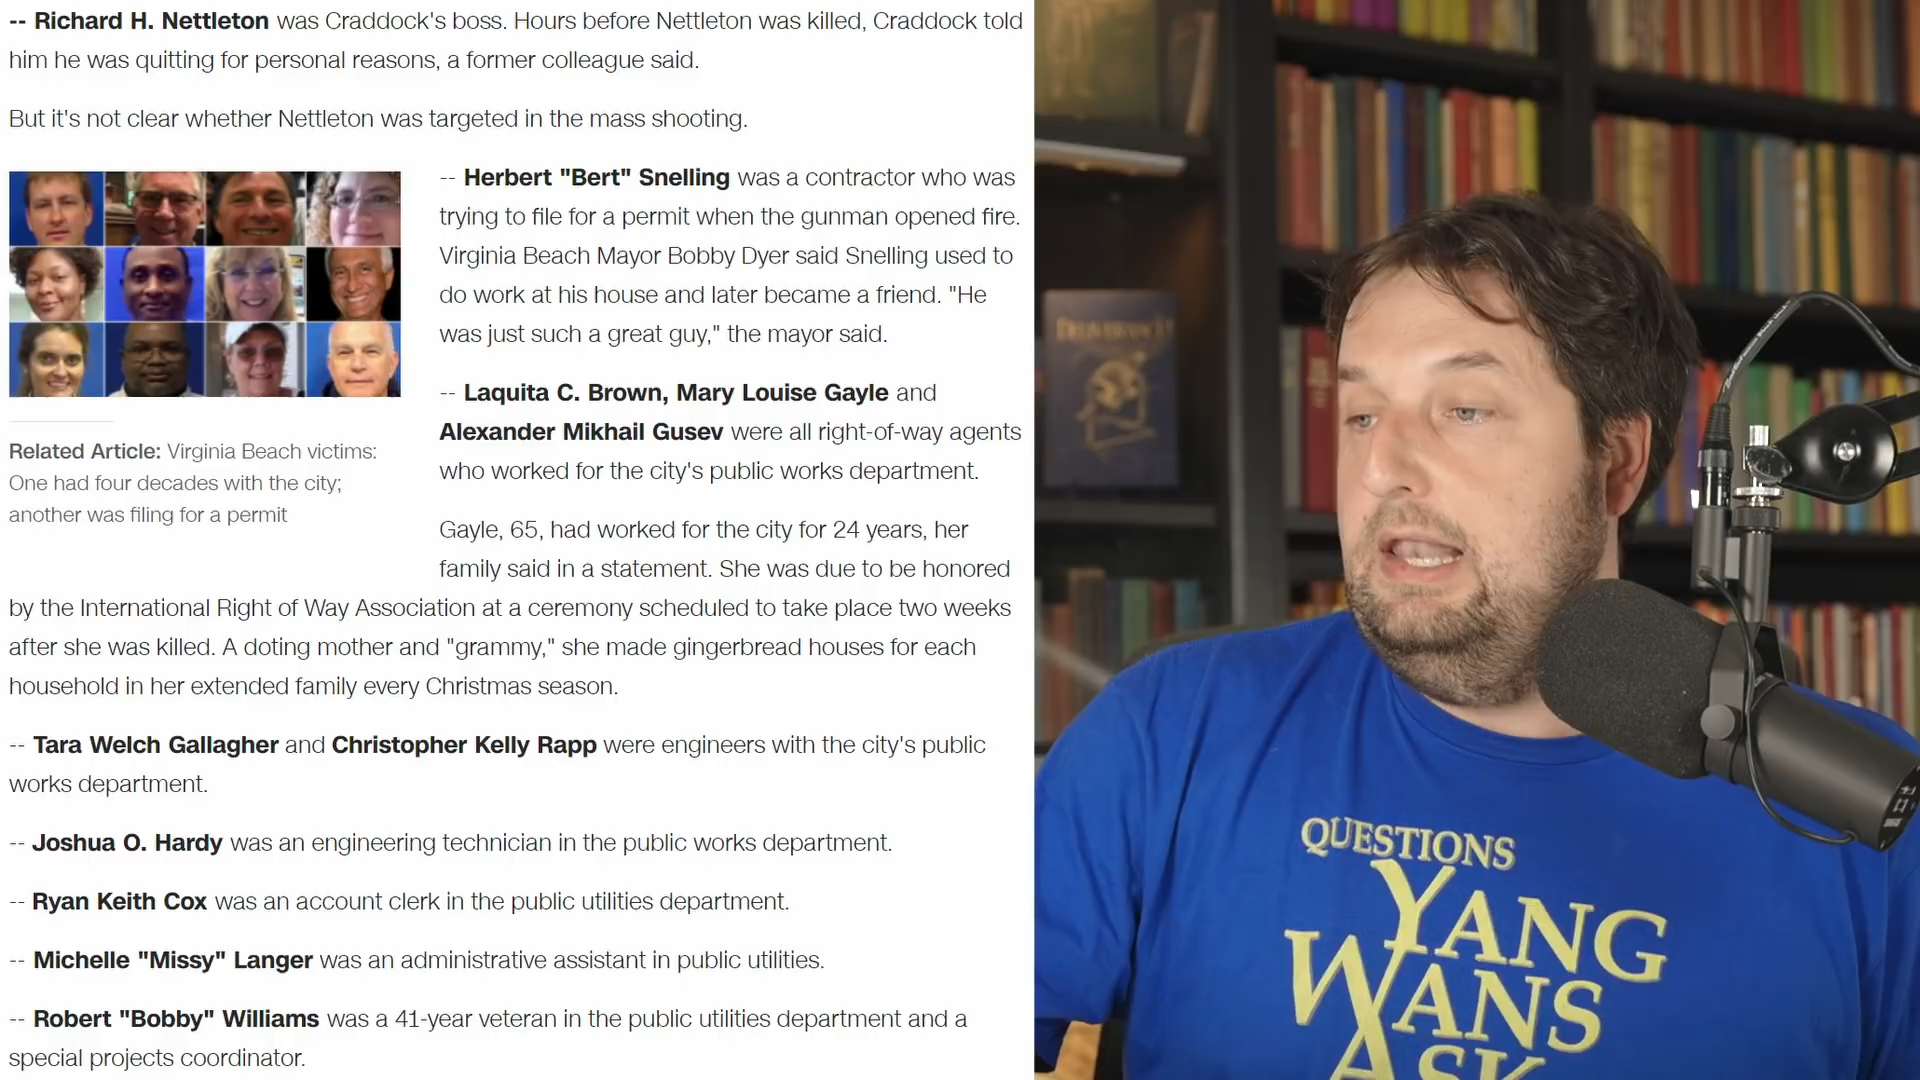 -- Richard H. Nettleton was Craddock's boss. Hours before Nettleton was killed, Craddock told
him he was quitting for personal reasons, a former colleague said.
But it's not clear whether Nettleton was targeted in the mass shooting.
-- Herbert "Bert" Snelling was a contractor who was
trying to file for a permit when the gunman opened fire.
Virginia Beach Mayor Bobby Dyer said Snelling used to
do work at his house and later became a friend. "He
was just such a great guy," the mayor said.
-- Laquita C. Brown, Mary Louise Gayle and
Alexander Mikhail Gusev were all right-of-way agents
who worked for the city's public works department.
Related Article: Virginia Beach victims:
One had four decades with the city;
another was filing for a permit
Gayle, 65, had worked for the city for 24 years, her
family said in a statement. She was due to be honored
by the International Right of Way Association at a ceremony scheduled to take place two weeks
after she was killed. A doting mother and "grammy," she made gingerbread houses for each
household in her extended family every Christmas season.
-- Tara Welch Gallagher and Christopher Kelly Rapp were engineers with the city's public
works department.
-- Joshua O. Hardy was an engineering technician in the public works department.
-- Ryan Keith Cox was an account clerk in the public utilities department.
-- Michelle "Missy" Langer was an administrative assistant in public utilities.
-- Robert "Bobby" Williams was a 41-year veteran in the public utilities department and a
special projects coordinator.
QUESTIONS
YANG
WANS
ASK